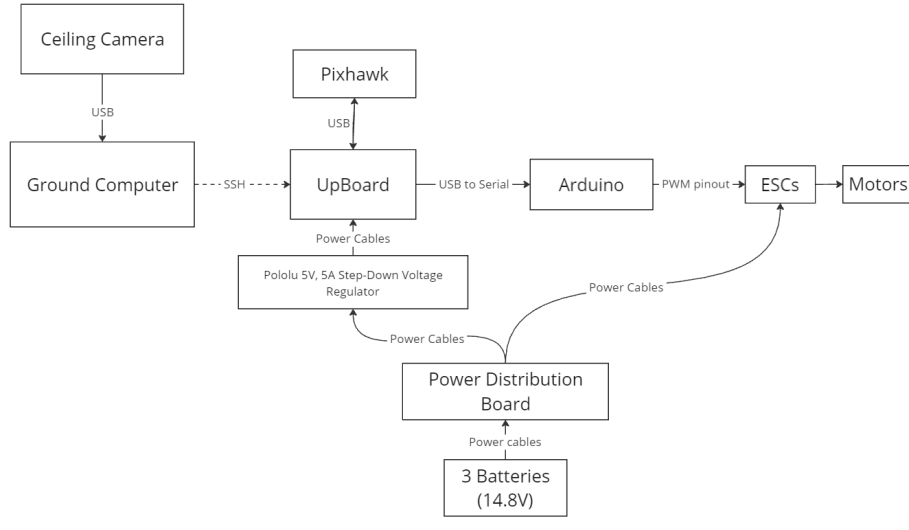 Ceiling Camera
Pixhawk
USB
USB
Ground Computer
SSH
UpBoard
USB to Serial
Arduino
PWM pinout
ESCs
Motors
Power Cables
Pololu 5V, 5A Step-Down Voltage
Regulator
Power Cables
Power Cables
Power Distribution
Board
Power cables
3 Batteries
(14.8V)